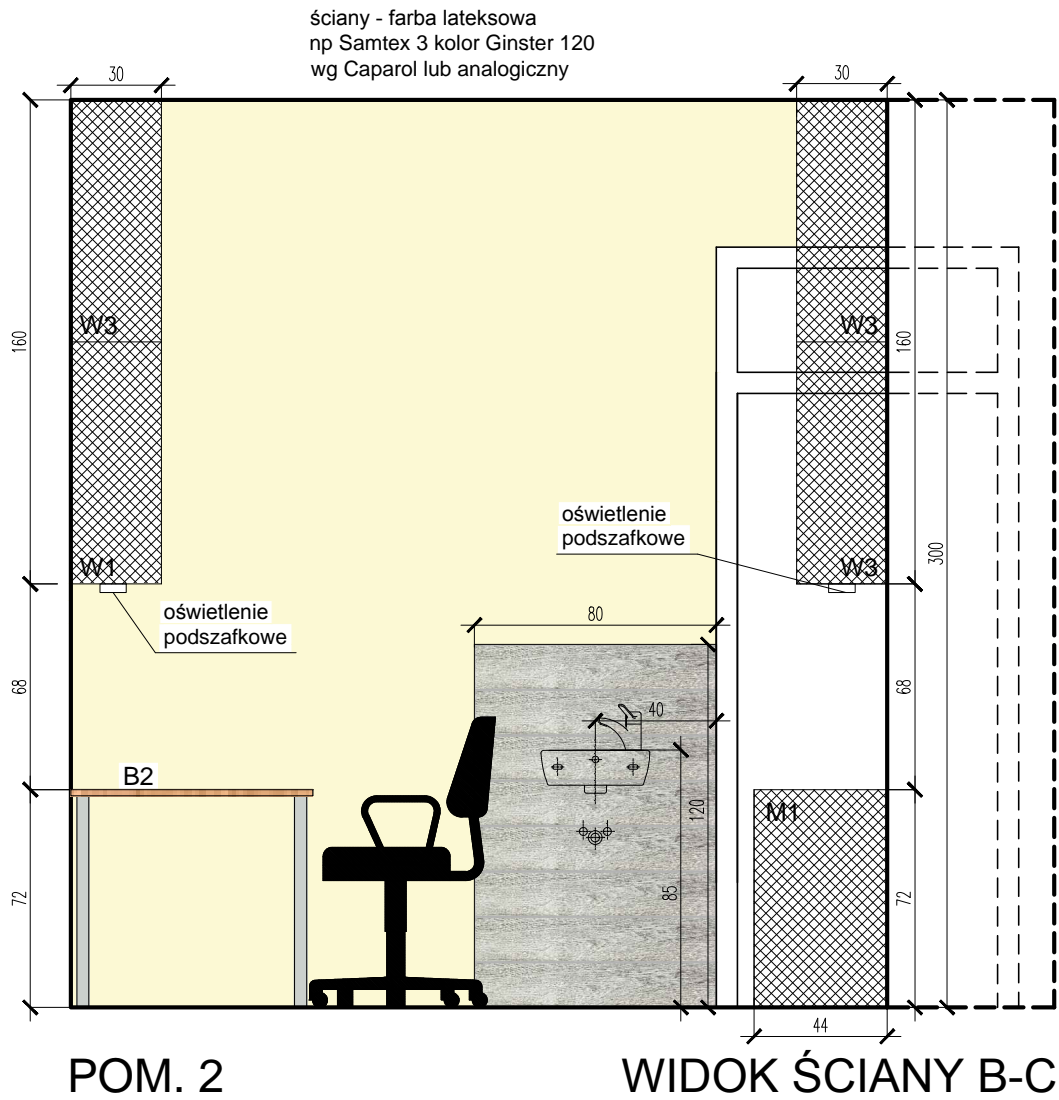 ściany - farba lateksowa
np Samtex 3 kolor Ginster 120
wg Caparol lub analogiczny
30
30
W3
W3
160
160
oświetlenie
podszafkowe
300
W1
W3
oświetlenie
podszafkowe
80
68
68
40
B2
M1
120
85
72
72
44
POM. 2
WIDOK ŚCIANY B-C